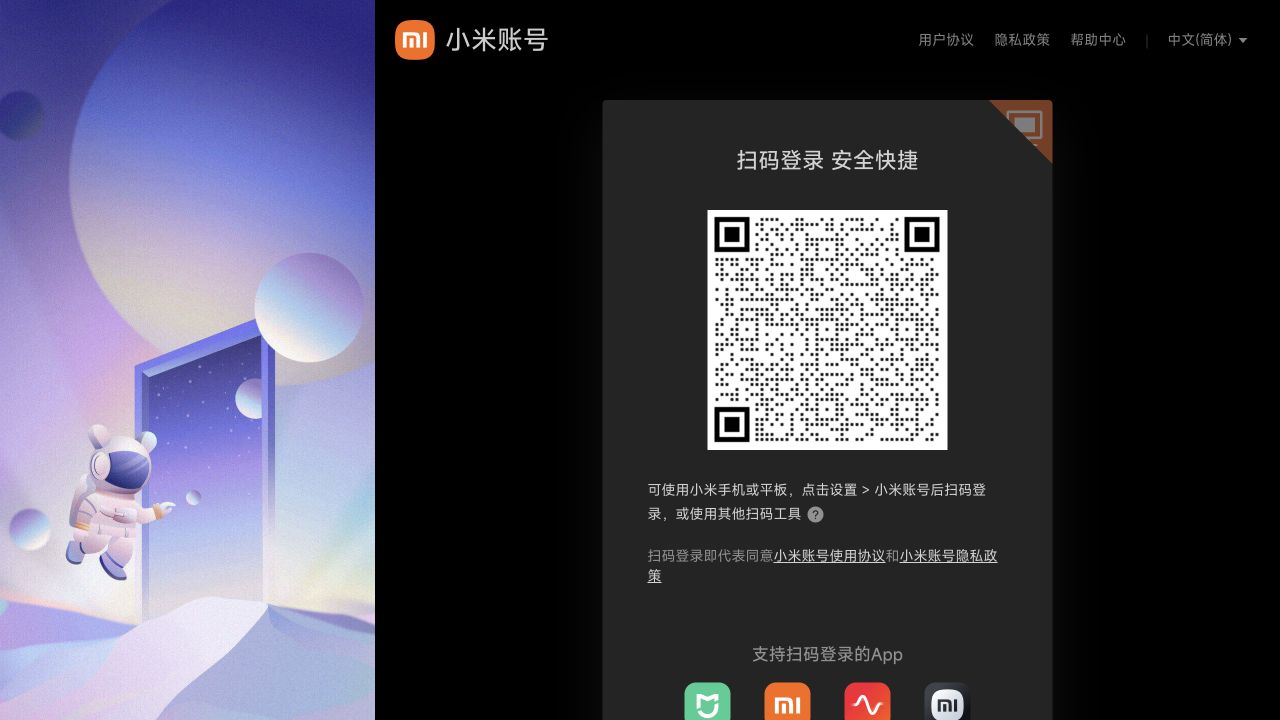 小米账号
用户协议 隐私政策 帮助中心 | 中文(简体)
扫码登录 安全快捷
可使用小米手机或平板，点击设置 > 小米账号后扫码登
录，或使用其他扫码工具 ?
扫码登录即代表同意小米账号使用协议和小米账号隐私政
策
支持扫码登录的App